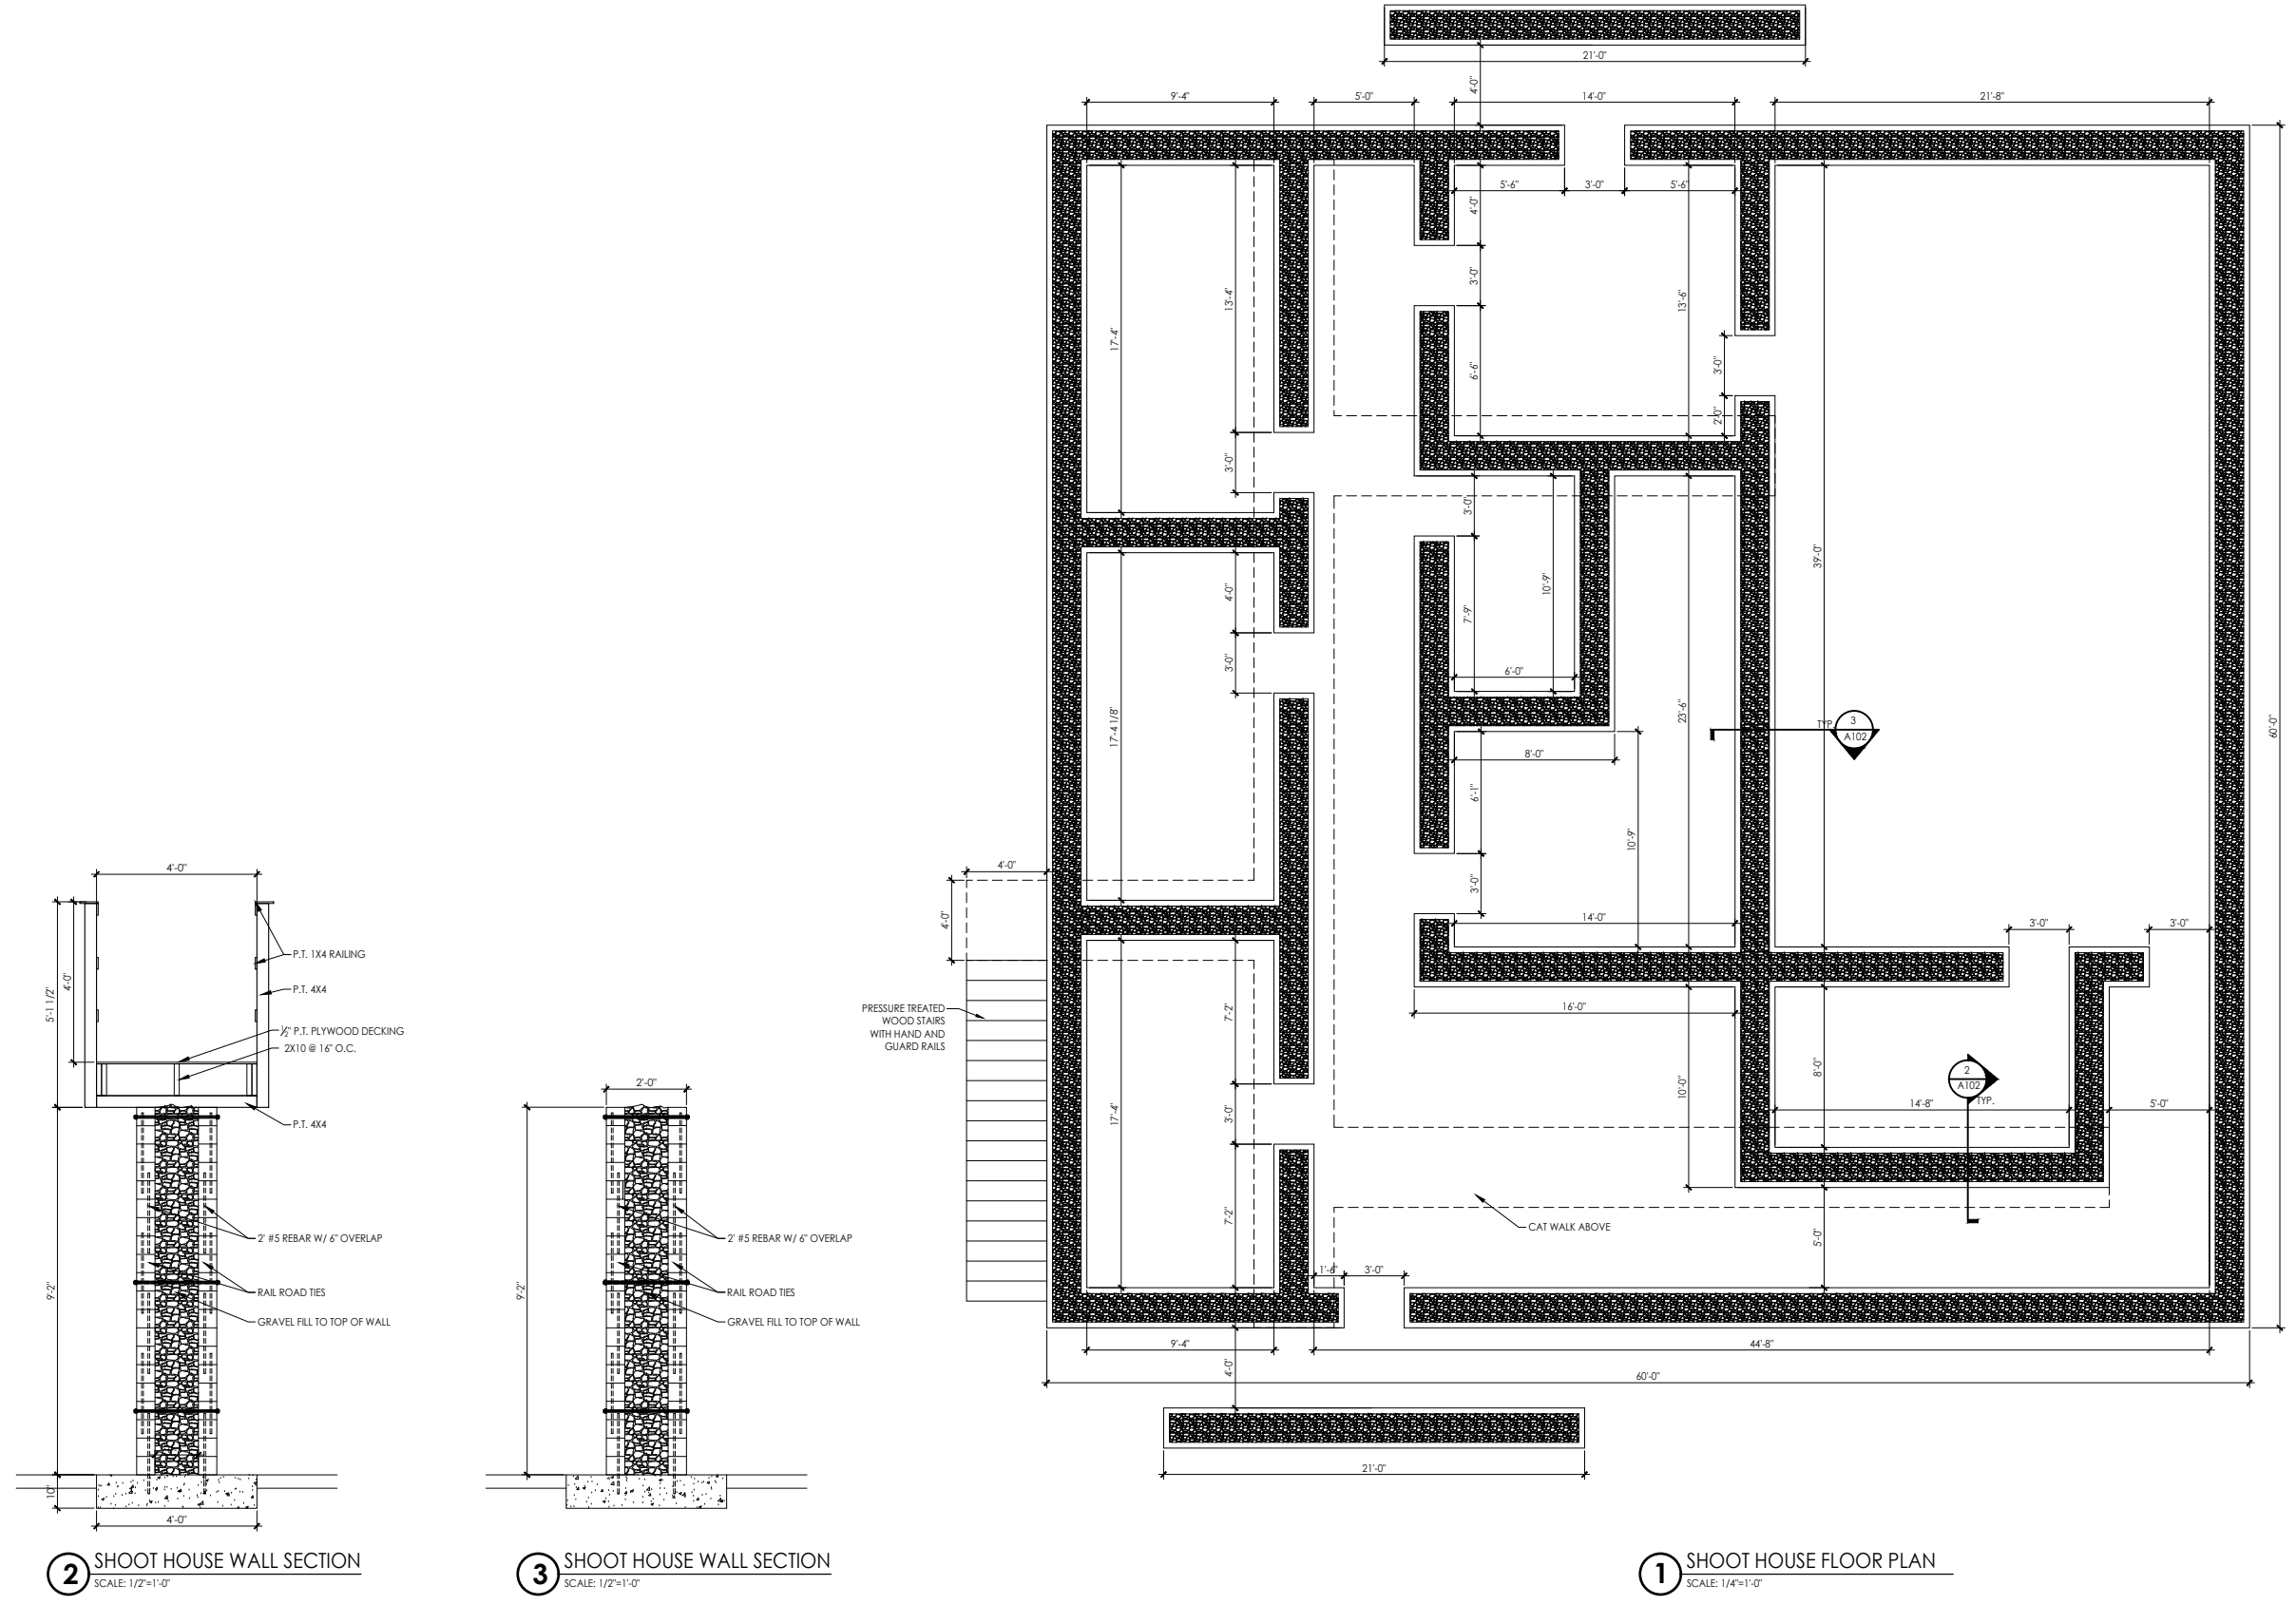 21'-0"
4'-0"
9'-4"
5'-0"
14'-0"
21'-8"
5'-6"
3'-0"
5'-6"
4'-0"
3'-0"
6'-6"
13'-4"
17'-4"
13'-6"
3'-0"
2'-0"
3'-0"
3'-0"
4'-0"
3'-0"
10'-9"
7'-9"
6'-0"
39'-0"
17'-4 1/8"
23'-6"
TYP.
3
A102
60'-0"
8'-0"
6'-1"
10'-9"
3'-0"
14'-0"
4'-0"
4'-0"
3'-0"
3'-0"
16'-0"
PRESSURE TREATED
WOOD STAIRS
WITH HAND AND
GUARD RAILS
7'-2"
17'-4"
3'-0"
7'-2"
10'-0"
8'-0"
2
A102
TYP.
14'-8"
5'-0"
CAT WALK ABOVE
5'-0"
1'-6"
3'-0"
9'-4"
44'-8"
4'-0"
60'-0"
21'-0"
1
SHOOT HOUSE FLOOR PLAN
SCALE: 1/4"=1'-0"
4'-0"
5'-1 1/2"
4'-0"
P.T. 1X4 RAILING
P.T. 4X4
½" P.T. PLYWOOD DECKING
2X10 @ 16" O.C.
P.T. 4X4
9'-2"
2' #5 REBAR W/ 6" OVERLAP
RAIL ROAD TIES
GRAVEL FILL TO TOP OF WALL
10"
4'-0"
2
SHOOT HOUSE WALL SECTION
SCALE: 1/2"=1'-0"
2'-0"
9'-2"
2' #5 REBAR W/ 6" OVERLAP
RAIL ROAD TIES
GRAVEL FILL TO TOP OF WALL
3
SHOOT HOUSE WALL SECTION
SCALE: 1/2"=1'-0"